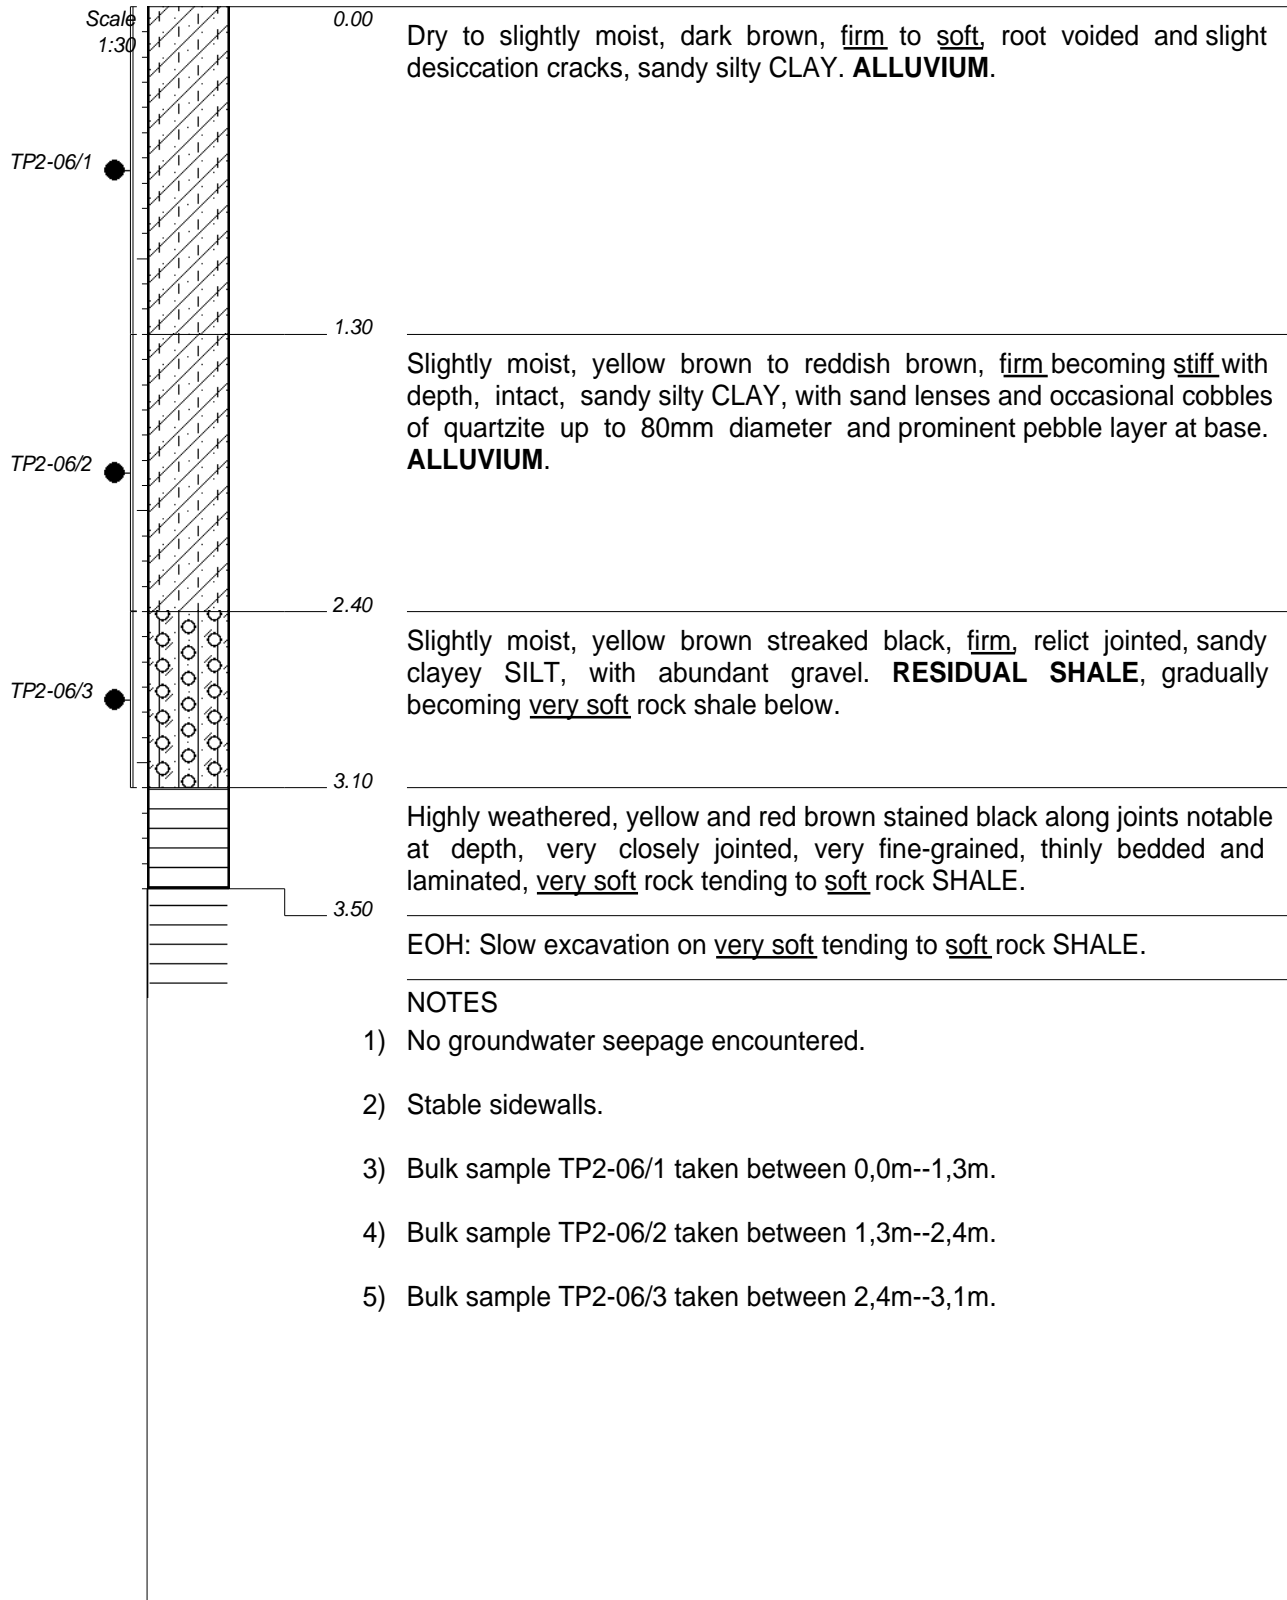 Scale
1:30
0.00
Dry to slightly moist, dark brown, firm to soft, root voided and slight
desiccation cracks, sandy silty CLAY. ALLUVIUM.
TP2-06/1
1.30
Slightly moist, yellow brown to reddish brown, firm becoming stiff with
depth, intact, sandy silty CLAY, with sand lenses and occasional cobbles
of quartzite up to 80mm diameter and prominent pebble layer at base.
ALLUVIUM.
TP2-06/2
2.40
Slightly moist, yellow brown streaked black, firm, relict jointed, sandy
clayey SILT, with abundant gravel. RESIDUAL SHALE, gradually
becoming very soft rock shale below.
TP2-06/3
3.10
Highly weathered, yellow and red brown stained black along joints notable
at depth, very closely jointed, very fine-grained, thinly bedded and
laminated, very soft rock tending to soft rock SHALE.
3.50
EOH: Slow excavation on very soft tending to soft rock SHALE.
NOTES
1) No groundwater seepage encountered.
2) Stable sidewalls.
3) Bulk sample TP2-06/1 taken between 0,0m--1,3m.
4) Bulk sample TP2-06/2 taken between 1,3m--2,4m.
5) Bulk sample TP2-06/3 taken between 2,4m--3,1m.